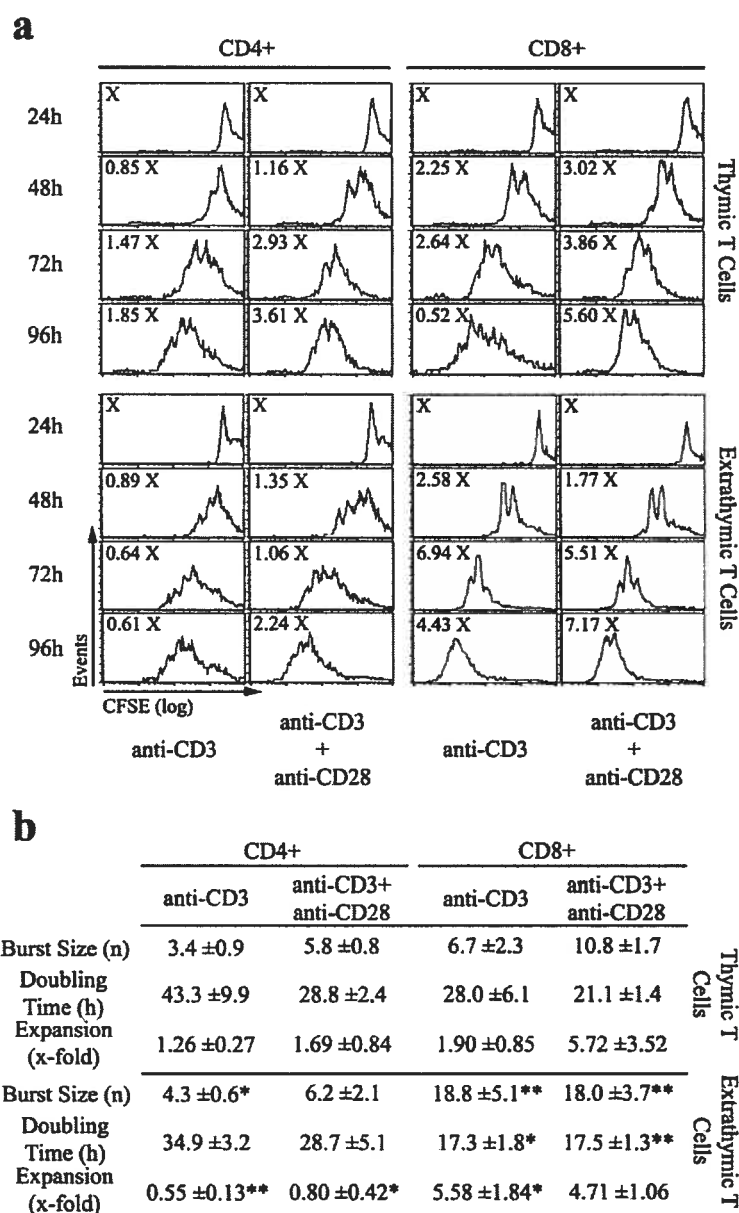 a
CD4+ CD8+
24h X X X X
48h 0.85 X 1.16 X 2.25 X 3.02 X
72h 1.47 X 2.93 X 2.64 X 3.86 X
96h 1.85 X 3.61 X 0.52 X 5.60 X
Thymic T Cells
24h X X X X
48h 0.89 X 1.35 X 2.58 X 1.77 X
72h 0.64 X 1.06 X 6.94 X 5.51 X
96h 0.61 X 2.24 X 4.43 X 7.17 X
Extrathymic T Cells
Events
CFSE (log)
anti-CD3 anti-CD3 + anti-CD28 anti-CD3 anti-CD3 + anti-CD28
b
CD4+ CD8+
anti-CD3 anti-CD3+ anti-CD28 anti-CD3 anti-CD3+ anti-CD28
Burst Size (n) 3.4 ±0.9 5.8 ±0.8 6.7 ±2.3 10.8 ±1.7
Doubling Time (h) 43.3 ±9.9 28.8 ±2.4 28.0 ±6.1 21.1 ±1.4
Expansion (x-fold) 1.26 ±0.27 1.69 ±0.84 1.90 ±0.85 5.72 ±3.52
Thymic T Cells
Burst Size (n) 4.3 ±0.6* 6.2 ±2.1 18.8 ±5.1** 18.0 ±3.7**
Doubling Time (h) 34.9 ±3.2 28.7 ±5.1 17.3 ±1.8* 17.5 ±1.3**
Expansion (x-fold) 0.55 ±0.13** 0.80 ±0.42* 5.58 ±1.84* 4.71 ±1.06
Extrathymic T Cells